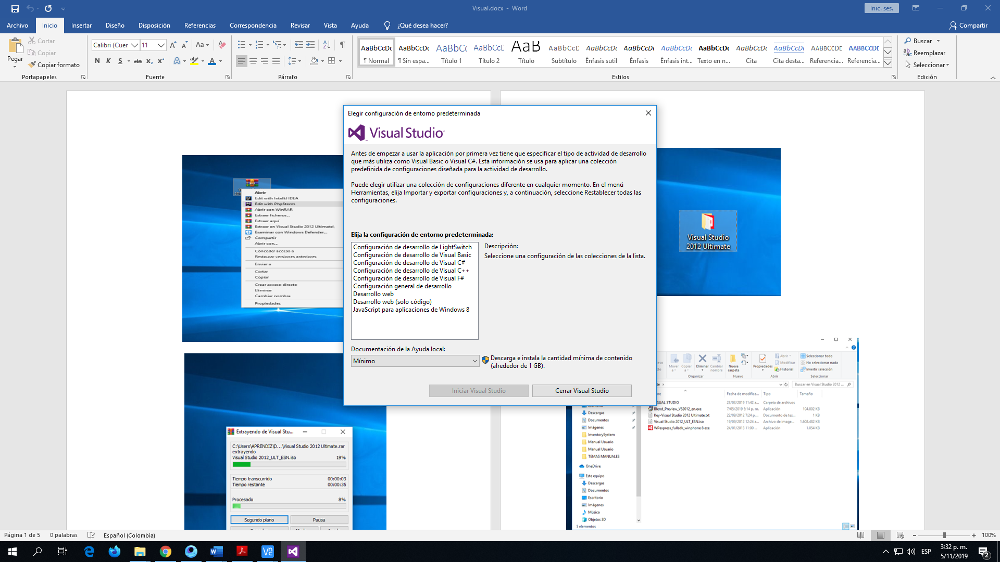 Visual.docx - Word
Inic. ses.
Archivo Inicio Insertar Diseño Disposición Referencias Correspondencia Revisar Vista Ayuda ¿Qué desea hacer? Compartir
Pegar
Cortar
Copiar
Copiar formato
Portapapeles
Calibri (Cuer 11
N K S abc x₂ x²
Fuente
Párrafo
AaBbCcDc AaBbCcDc AaBbCc AaBbCcD AaB AaBbCcD AaBbCcDc AaBbCcDc AaBbCcDc AaBbCcDc AaBbCcDc AaBbCcDc AaBbCcDc AaBbCcDc
¶ Normal ¶ Sin espa... Título 1 Título 2 Título Subtítulo Énfasis sutil Énfasis Énfasis int... Texto en n... Cita Cita desta... Referencia... Referencia...
Estilos
Buscar
Reemplazar
Seleccionar
Edición
Elegir configuración de entorno predeterminada
Visual Studio
Antes de empezar a usar la aplicación por primera vez tiene que especificar el tipo de actividad de desarrollo
que más utiliza como Visual Basic o Visual C#. Esta información se usa para aplicar una colección
predefinida de configuraciones diseñada para la actividad de desarrollo.
Puede elegir utilizar una colección de configuraciones diferente en cualquier momento. En el menú
Herramientas, elija Importar y exportar configuraciones y, a continuación, seleccione Restablecer todas las
configuraciones.
Elija la configuración de entorno predeterminada:
Configuración de desarrollo de LightSwitch
Configuración de desarrollo de Visual Basic
Configuración de desarrollo de Visual C#
Configuración de desarrollo de Visual C++
Configuración de desarrollo de Visual F#
Configuración general de desarrollo
Desarrollo web
Desarrollo web (solo código)
JavaScript para aplicaciones de Windows 8
Descripción:
Seleccione una configuración de las colecciones de la lista.
Documentación de la Ayuda local:
Mínimo
Descarga e instala la cantidad mínima de contenido
(alrededor de 1 GB).
Iniciar Visual Studio
Cerrar Visual Studio
Abrir
Edit with IntelliJ IDEA
Edit with PhpStorm
Abrir con WinRAR
Extraer ficheros...
Extraer aquí
Extraer en Visual Studio 2012 Ultimate\
Examinar con Windows Defender...
Compartir
Abrir con...
Conceder acceso a
Restaurar versiones anteriores
Enviar a
Cortar
Copiar
Crear acceso directo
Eliminar
Cambiar nombre
Propiedades
Visual Studio
2012 Ultimate
Extrayendo de Visual Stu...
C:\Users\APRENDIZ\D...\Visual Studio 2012 Ultimate.rar
extrayendo
Visual Studio 2012_ULT_ESN.iso 19%
Tiempo transcurrido 00:00:03
Tiempo restante 00:00:35
Procesado 8%
Segundo plano Pausa
Mover a
Copiar a
Eliminar
Cambiar nombre
Organizar
Nueva carpeta
Nuevo
Propiedades
Abrir
Modificar
Historial
Abrir
Seleccionar todo
No seleccionar nada
Invertir selección
Seleccionar
Buscar en Visual Studio 2012 ...
Fecha de modifica... Tipo Tamaño
SUAL STUDIO 23/03/2019 11:42 a... Carpeta de archivos
Blend_Preview_VS2012_en.exe 7/05/2019 5:14 p. m. Aplicación 104.802 KB
Key-Visual Studio 2012 Ultimate.txt 22/09/2012 7:24 p.... Documento de tex... 1 KB
Visual Studio 2012_ULT_ESN.iso 19/09/2012 12:24 a... Archivo de image... 1.608.482 KB
WPexpress_fullsdk_winphone 8.exe 24/01/2013 11:00 ... Aplicación 1.054 KB
Escritorio
Descargas
Documentos
Imágenes
InventorySystem
Manual Usuario
Manual Usuario
TEMAS MANUALES
OneDrive
Este equipo
Descargas
Documentos
Escritorio
Imágenes
Música
Objetos 3D
5 elementos
Página 1 de 5 0 palabras Español (Colombia)
100%
ESP
3:32 p. m.
5/11/2019
2